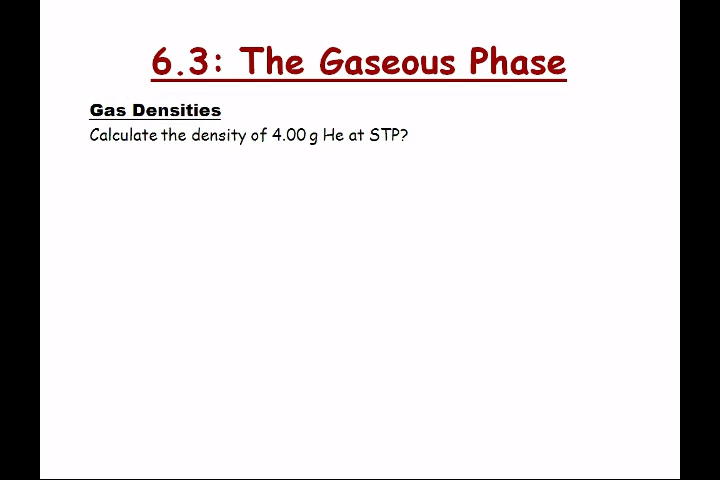 6.3: The Gaseous Phase
Gas Densities
Calculate the density of 4.00 g He at STP?